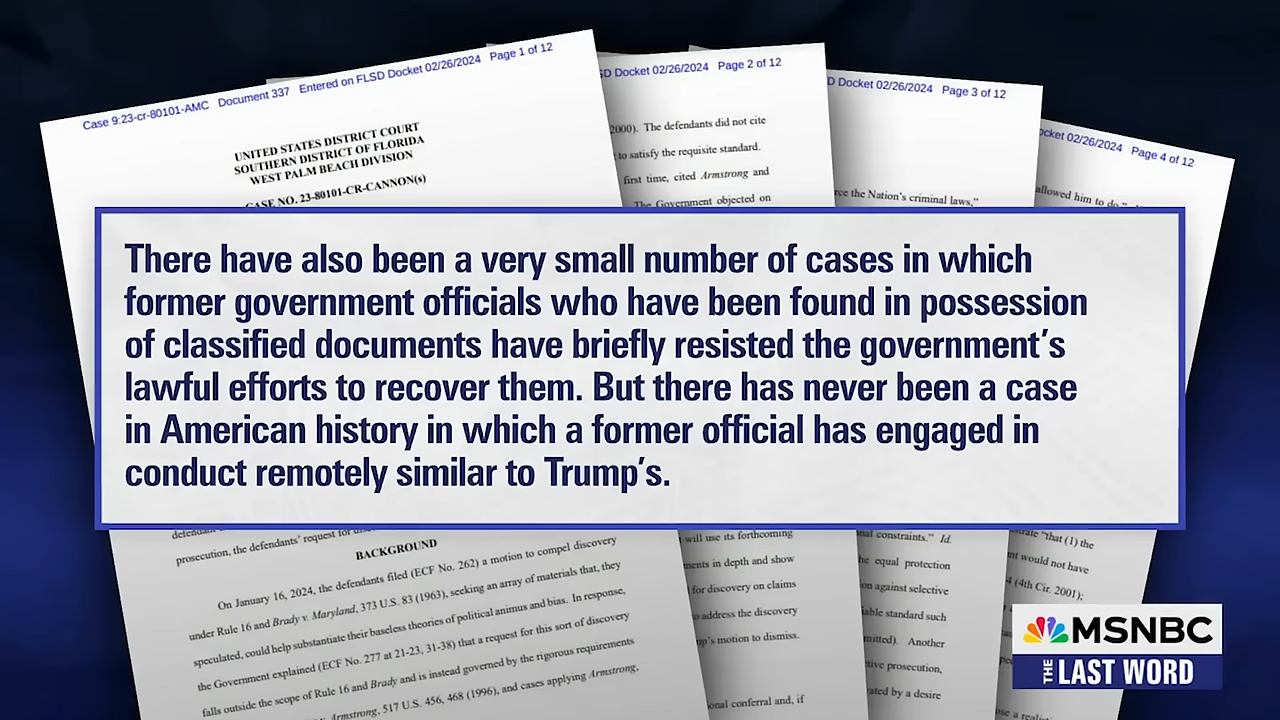 Case 9:23-cr-80101-AMC Document 337 Entered on FLSD Docket 02/26/2024 Page 1 of 12
UNITED STATES DISTRICT COURT
SOUTHERN DISTRICT OF FLORIDA
WEST PALM BEACH DIVISION
CASE NO. 23-80101-CR-CANNON(s)
SD Docket 02/26/2024 Page 2 of 12
2000). The defendants did not cite
to satisfy the requisite standard.
first time, cited Armstrong and
The Government objected on
D Docket 02/26/2024 Page 3 of 12
rce the Nation's criminal laws,"
ocket 02/26/2024 Page 4 of 12
allowed him to do."
There have also been a very small number of cases in which
former government officials who have been found in possession
of classified documents have briefly resisted the government's
lawful efforts to recover them. But there has never been a case
in American history in which a former official has engaged in
conduct remotely similar to Trump's.
prosecution, the defendants' request for
BACKGROUND
On January 16, 2024, the defendants filed (ECF No. 262) a motion to compel discovery
under Rule 16 and Brady v. Maryland, 373 U.S. 83 (1963), seeking an array of materials that, they
speculated, could help substantiate their baseless theories of political animus and bias. In response,
the Government explained (ECF No. 277 at 21-23, 31-38) that a request for this sort of discovery
falls outside the scope of Rule 16 and Brady and is instead governed by the rigorous requirements
Armstrong, 517 U.S. 456, 468 (1996), and cases applying Armstrong,
will use its forthcoming
ments in depth and show
for discovery on claims
to address the discovery
mp's motion to dismiss.
onal conferral and, if
nal constraints." Id.
he equal protection
on against selective
iable standard such
mitted). Another
tive prosecution,
ated by a desire
strate "that (1) the
nt would not have
4 (4th Cir. 2001);
MSNBC
THE LAST WORD